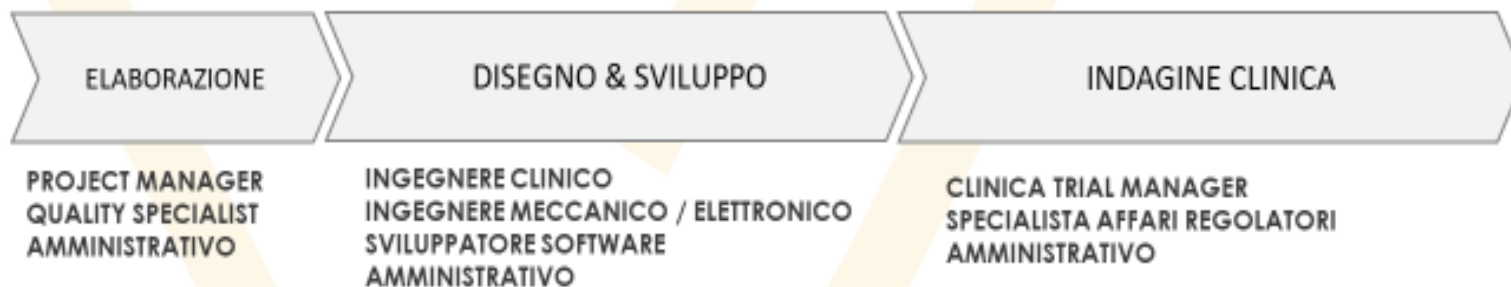 ELABORAZIONE
PROJECT MANAGER
QUALITY SPECIALIST
AMMINISTRATIVO
DISEGNO & SVILUPPO
INGEGNERE CLINICO
INGEGNERE MECCANICO / ELETTRONICO
SVILUPPATORE SOFTWARE
AMMINISTRATIVO
INDAGINE CLINICA
CLINICA TRIAL MANAGER
SPECIALISTA AFFARI REGOLATORI
AMMINISTRATIVO